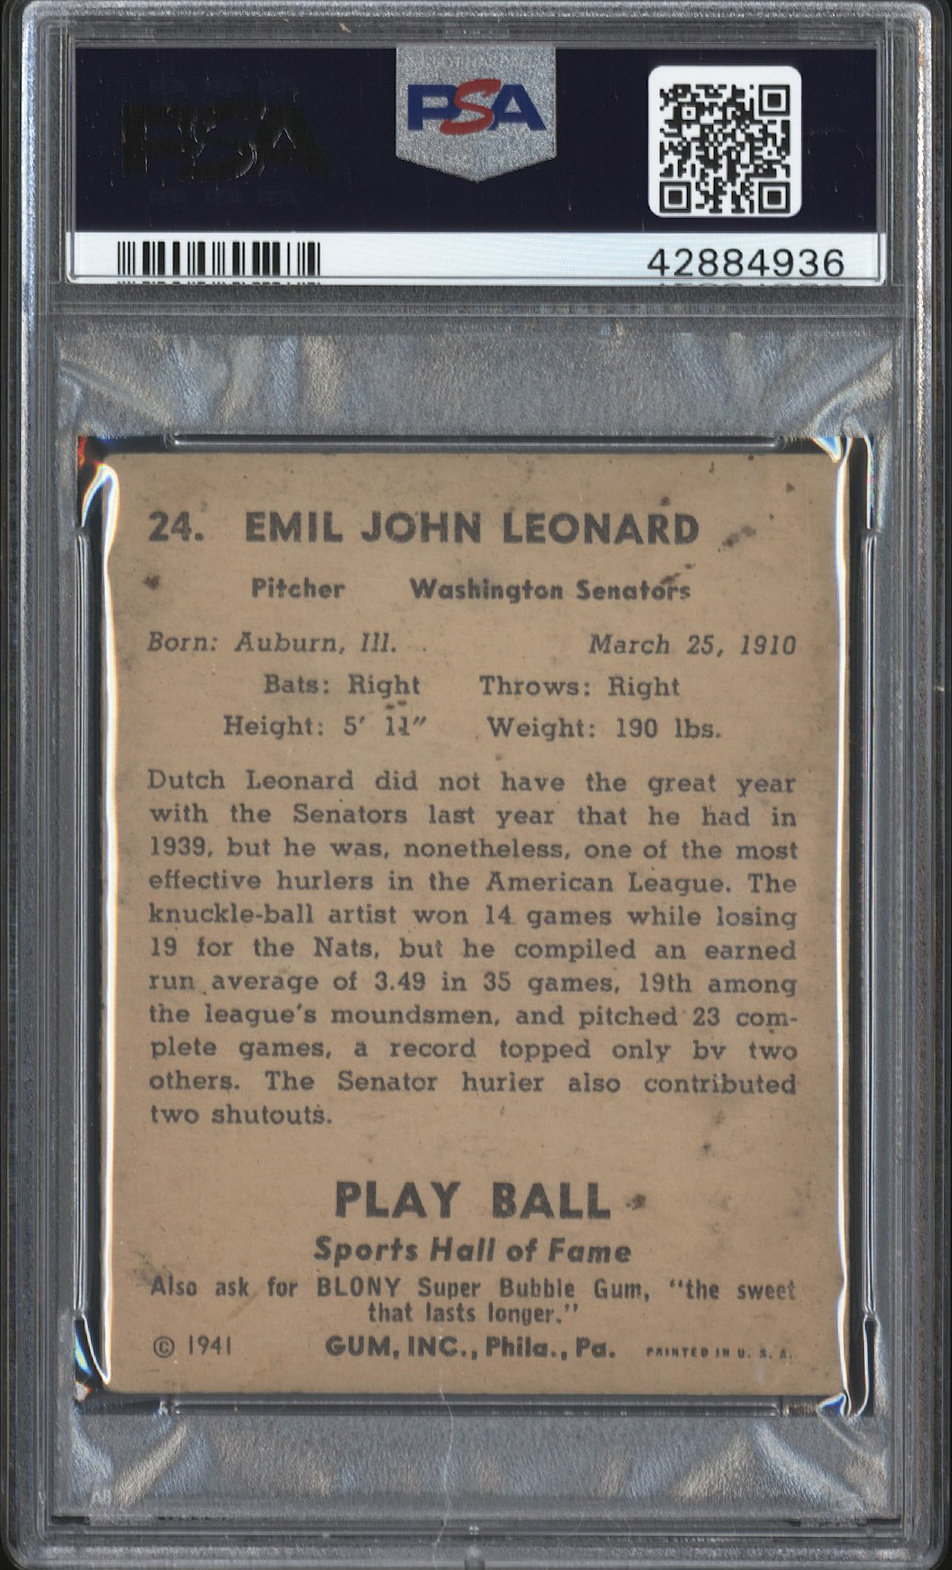 PSA
42884936
24. EMIL JOHN LEONARD
Pitcher Washington Senators
Born: Auburn, Ill. March 25, 1910
Bats: Right Throws: Right
Height: 5' 11" Weight: 190 lbs.
Dutch Leonard did not have the great year
with the Senators last year that he had in
1939, but he was, nonetheless, one of the most
effective hurlers in the American League. The
knuckle-ball artist won 14 games while losing
19 for the Nats, but he compiled an earned
run average of 3.49 in 35 games, 19th among
the league's moundsmen, and pitched 23 com-
plete games, a record topped only by two
others. The Senator hurler also contributed
two shutouts.
PLAY BALL
Sports Hall of Fame
Also ask for BLONY Super Bubble Gum, "the sweet
that lasts longer."
© 1941 GUM, INC., Phila., Pa. PRINTED IN U. S. A.